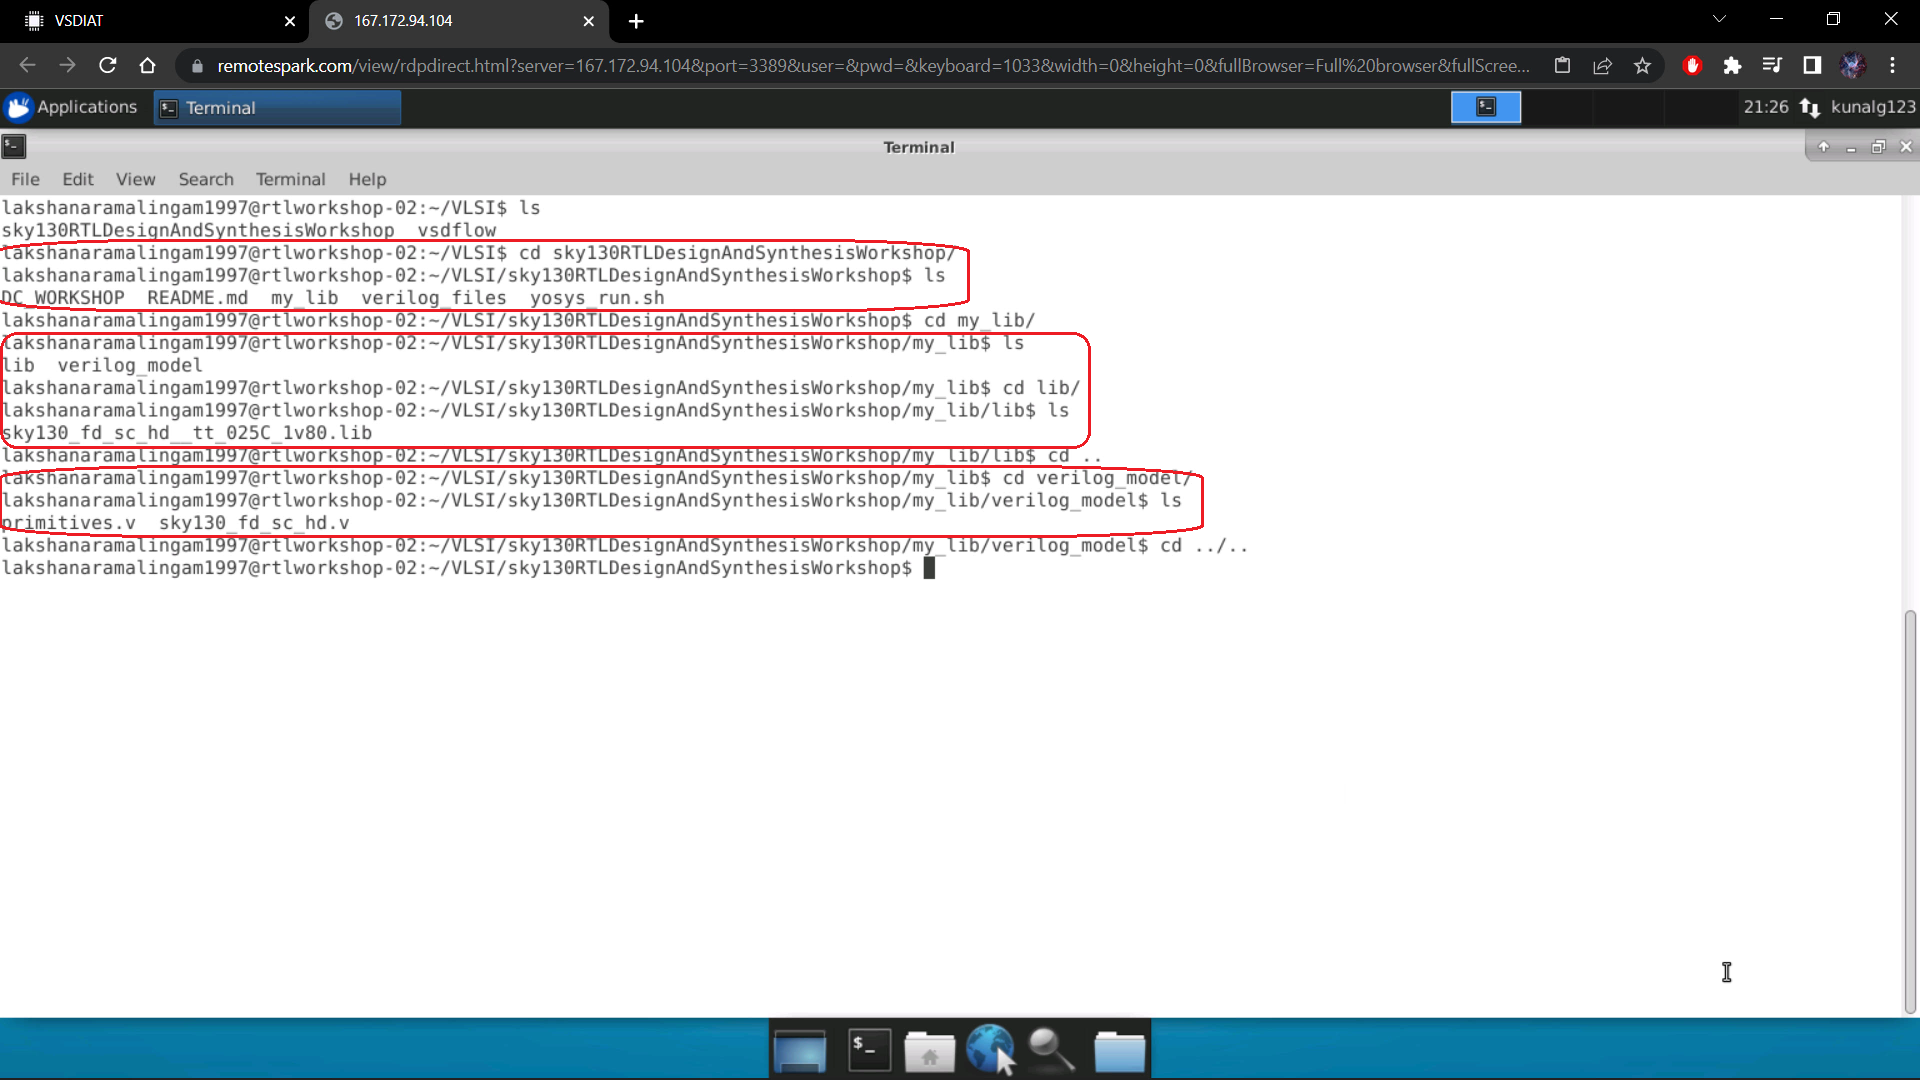 VSDIAT
167.172.94.104
remotespark.com/view/rdpdirect.html?server=167.172.94.104&port=3389&user=&pwd=&keyboard=1033&width=0&height=0&fullBrowser=Full%20browser&fullScree...
Applications
Terminal
21:26
kunalg123
Terminal
File Edit View Search Terminal Help
lakshanaramalingam1997@rtlworkshop-02:~/VLSI$ ls
sky130RTLDesignAndSynthesisWorkshop  vsdflow
lakshanaramalingam1997@rtlworkshop-02:~/VLSI$ cd sky130RTLDesignAndSynthesisWorkshop/
lakshanaramalingam1997@rtlworkshop-02:~/VLSI/sky130RTLDesignAndSynthesisWorkshop$ ls
DC_WORKSHOP  README.md  my_lib  verilog_files  yosys_run.sh
lakshanaramalingam1997@rtlworkshop-02:~/VLSI/sky130RTLDesignAndSynthesisWorkshop$ cd my_lib/
lakshanaramalingam1997@rtlworkshop-02:~/VLSI/sky130RTLDesignAndSynthesisWorkshop/my_lib$ ls
lib  verilog_model
lakshanaramalingam1997@rtlworkshop-02:~/VLSI/sky130RTLDesignAndSynthesisWorkshop/my_lib$ cd lib/
lakshanaramalingam1997@rtlworkshop-02:~/VLSI/sky130RTLDesignAndSynthesisWorkshop/my_lib/lib$ ls
sky130_fd_sc_hd__tt_025C_1v80.lib
lakshanaramalingam1997@rtlworkshop-02:~/VLSI/sky130RTLDesignAndSynthesisWorkshop/my_lib/lib$ cd ..
lakshanaramalingam1997@rtlworkshop-02:~/VLSI/sky130RTLDesignAndSynthesisWorkshop/my_lib$ cd verilog_model/
lakshanaramalingam1997@rtlworkshop-02:~/VLSI/sky130RTLDesignAndSynthesisWorkshop/my_lib/verilog_model$ ls
primitives.v  sky130_fd_sc_hd.v
lakshanaramalingam1997@rtlworkshop-02:~/VLSI/sky130RTLDesignAndSynthesisWorkshop/my_lib/verilog_model$ cd ../..
lakshanaramalingam1997@rtlworkshop-02:~/VLSI/sky130RTLDesignAndSynthesisWorkshop$